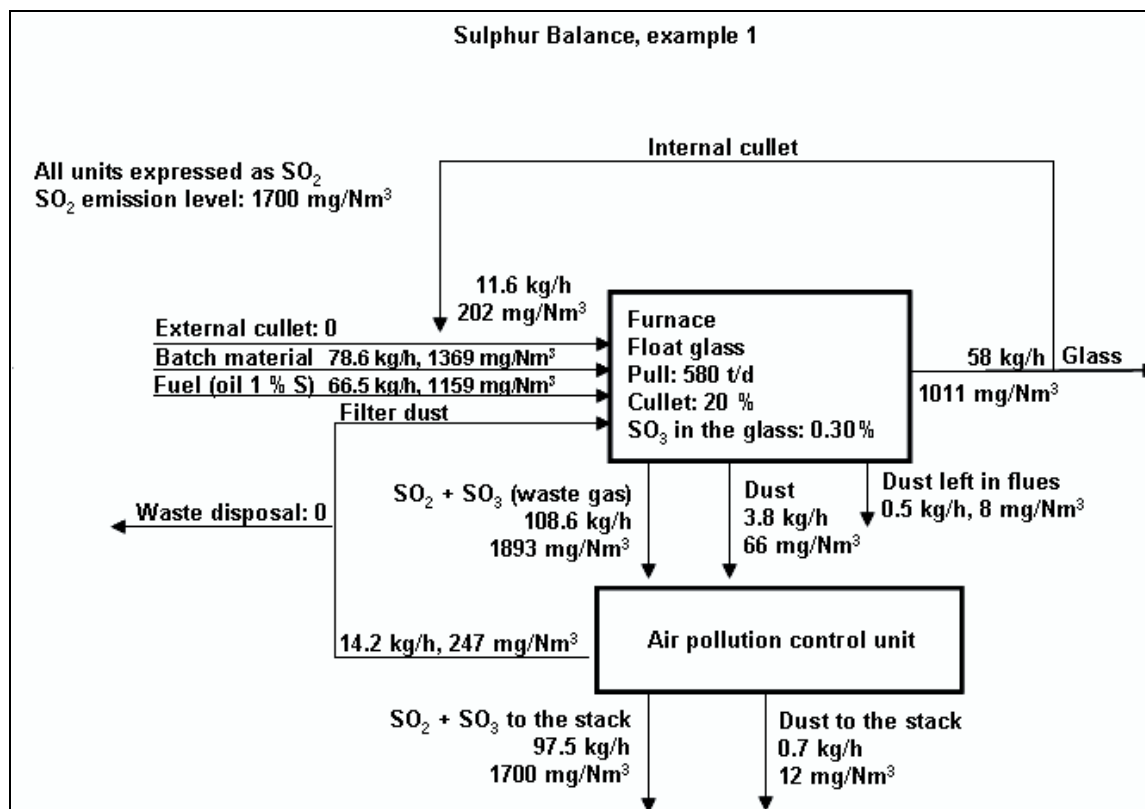 Sulphur Balance, example 1
Internal cullet
All units expressed as SO₂
SO₂ emission level: 1700 mg/Nm³
11.6 kg/h
202 mg/Nm³
External cullet: 0
Batch material 78.6 kg/h, 1369 mg/Nm³
Fuel (oil 1 % S) 66.5 kg/h, 1159 mg/Nm³
Filter dust
Furnace
Float glass
Pull: 580 t/d
Cullet: 20 %
SO₃ in the glass: 0.30%
58 kg/h Glass
1011 mg/Nm³
Waste disposal: 0
SO₂ + SO₃ (waste gas)
108.6 kg/h
1893 mg/Nm³
Dust
3.8 kg/h
66 mg/Nm³
Dust left in flues
0.5 kg/h, 8 mg/Nm³
14.2 kg/h, 247 mg/Nm³
Air pollution control unit
SO₂ + SO₃ to the stack
97.5 kg/h
1700 mg/Nm³
Dust to the stack
0.7 kg/h
12 mg/Nm³